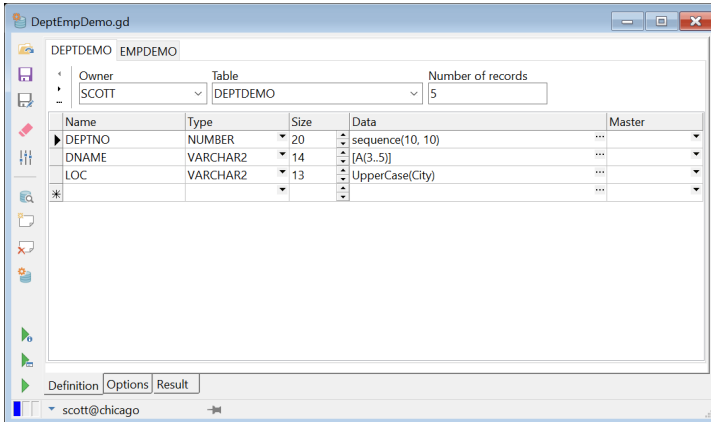 DeptEmpDemo.gd
DEPTDEMO EMPDEMO
Owner Table Number of records
SCOTT DEPTDEMO 5
Name Type Size Data Master
DEPTNO NUMBER 20 sequence(10, 10) ...
DNAME VARCHAR2 14 [A(3..5)] ...
LOC VARCHAR2 13 UpperCase(City) ...
...
Definition Options Result
scott@chicago